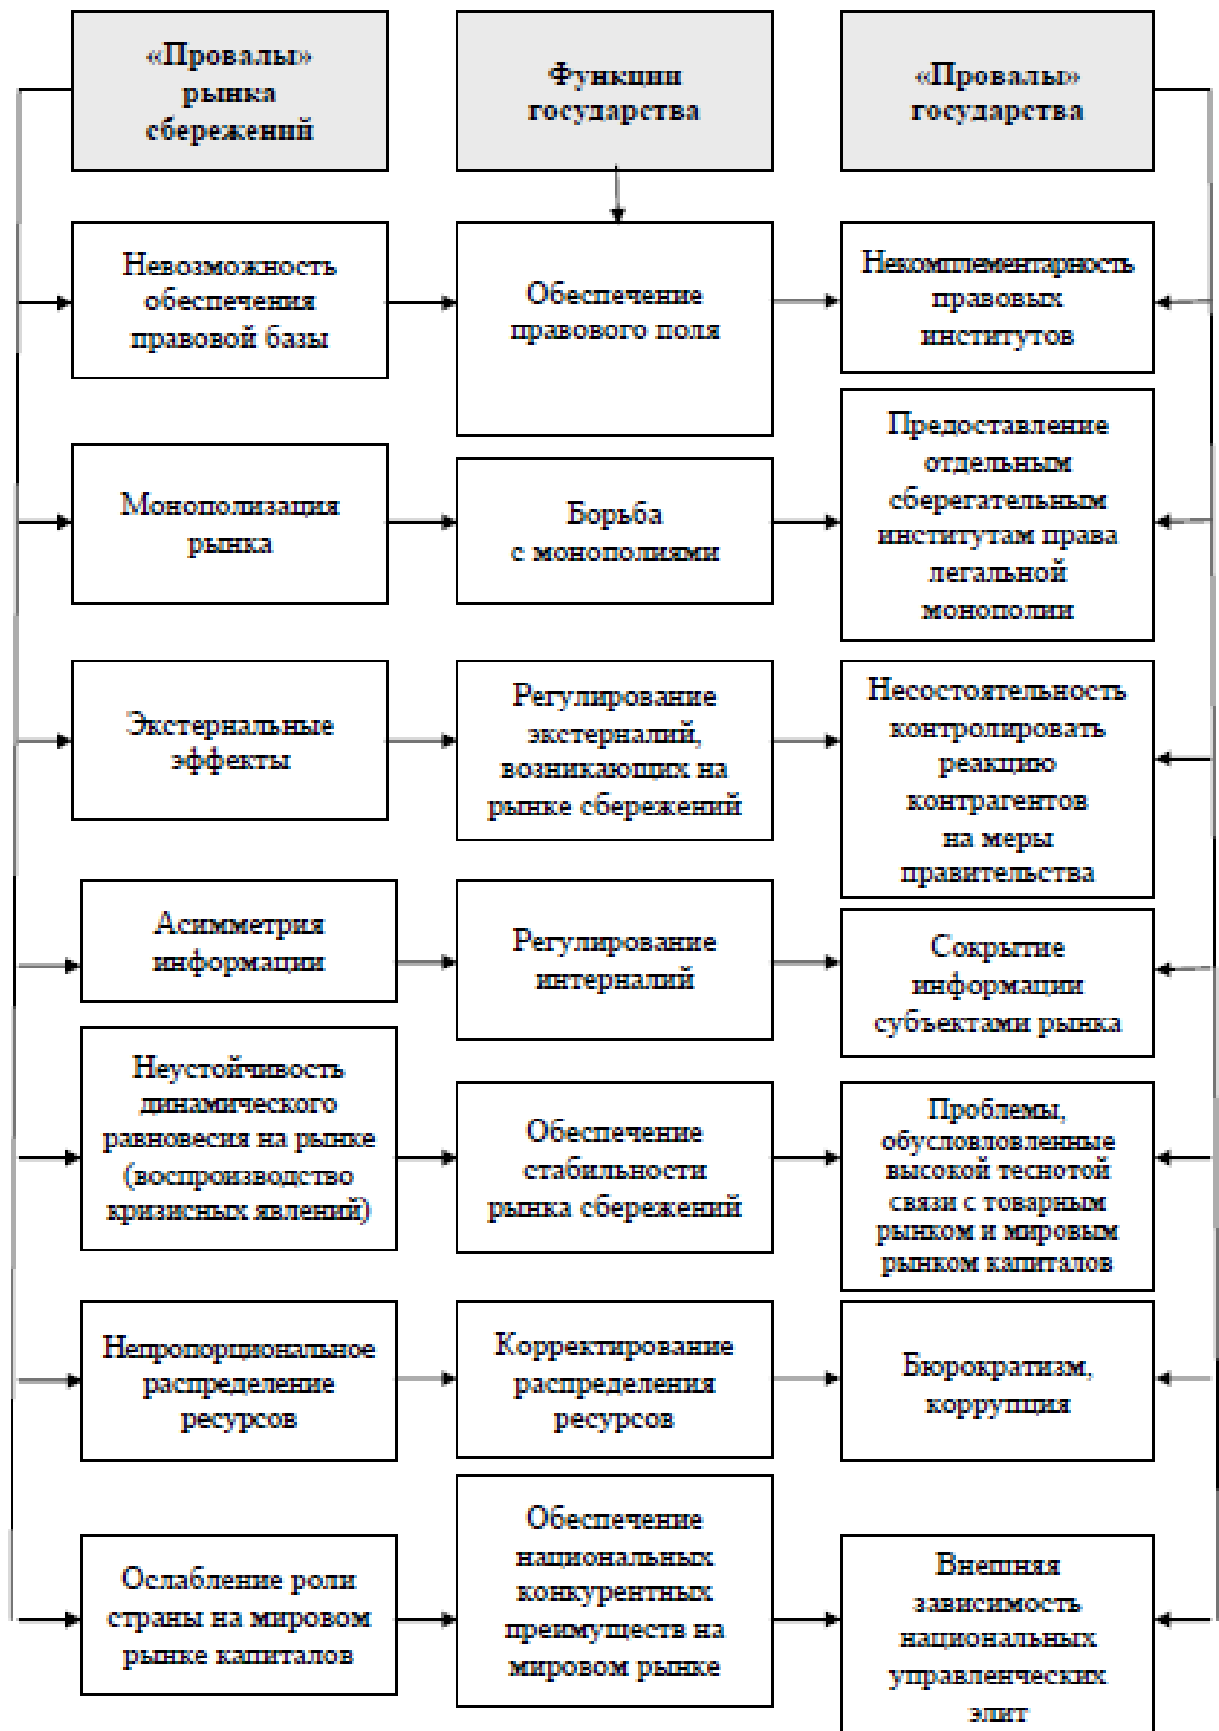 «Провалы»
рынка
сбережений
Функции
государства
«Провалы»
государства
Невозможность
обеспечения
правовой базы
Обеспечение
правового поля
Некомплементарность
правовых
институтов
Монополизация
рынка
Борьба
с монополиями
Предоставление
отдельным
сберегательным
институтам права
легальной
монополии
Экстернальные
эффекты
Регулирование
экстерналий,
возникающих на
рынке сбережений
Несостоятельность
контролировать
реакцию
контрагентов
на меры
правительства
Асимметрия
информации
Регулирование
интерналий
Сокрытие
информации
субъектами рынка
Неустойчивость
динамического
равновесия на рынке
(воспроизводство
кризисных явлений)
Обеспечение
стабильности
рынка сбережений
Проблемы,
обусловловленные
высокой теснотой
связи с товарным
рынком и мировым
рынком капиталов
Непропорциональное
распределение
ресурсов
Корректирование
распределения
ресурсов
Бюрократизм,
коррупция
Ослабление роли
страны на мировом
рынке капиталов
Обеспечение
национальных
конкурентных
преимуществ на
мировом рынке
Внешняя
зависимость
национальных
управленческих
элит